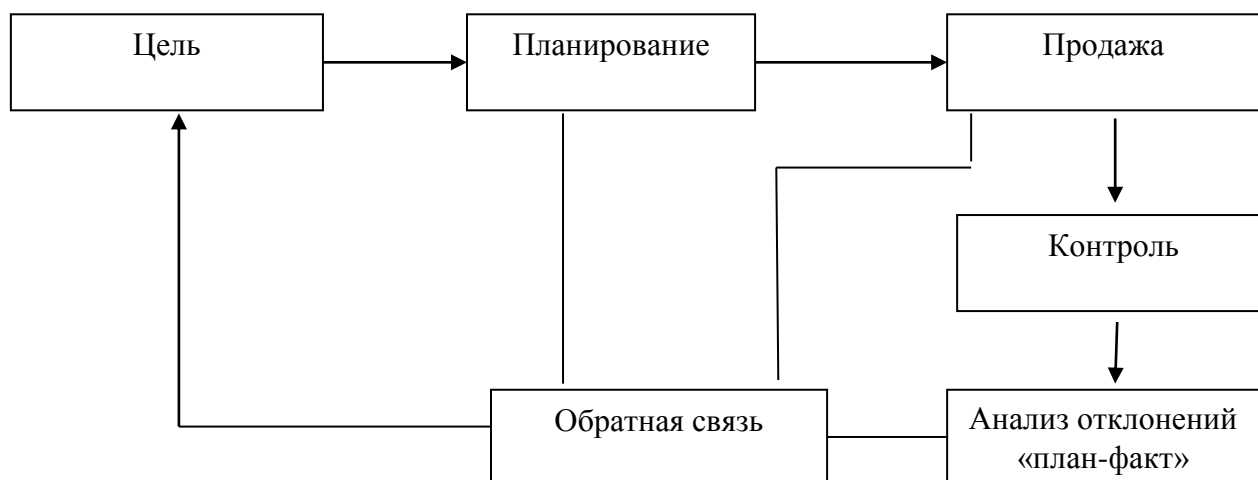 Цель
Планирование
Продажа
Контроль
Обратная связь
Анализ отклонений
«план-факт»